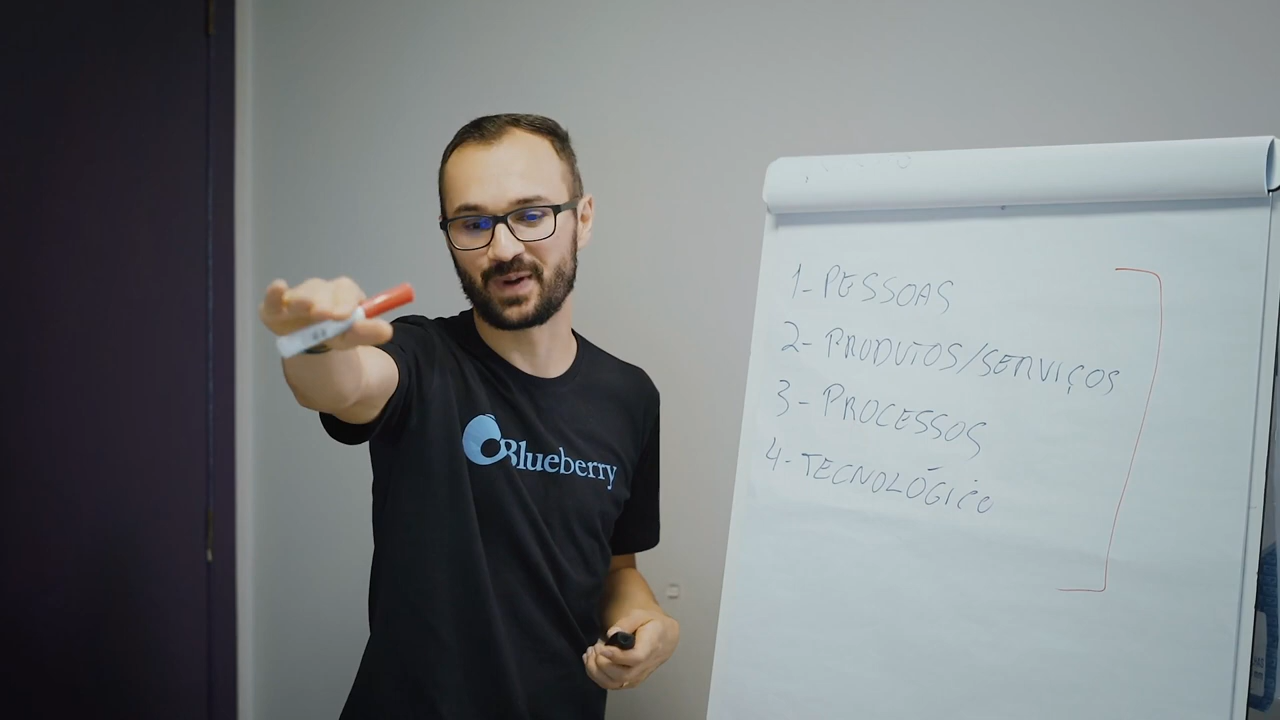 Blueberry
1- PESSOAS
2- PRODUTOS/SERVIÇOS
3- PROCESSOS
4- TECNOLÓGICO